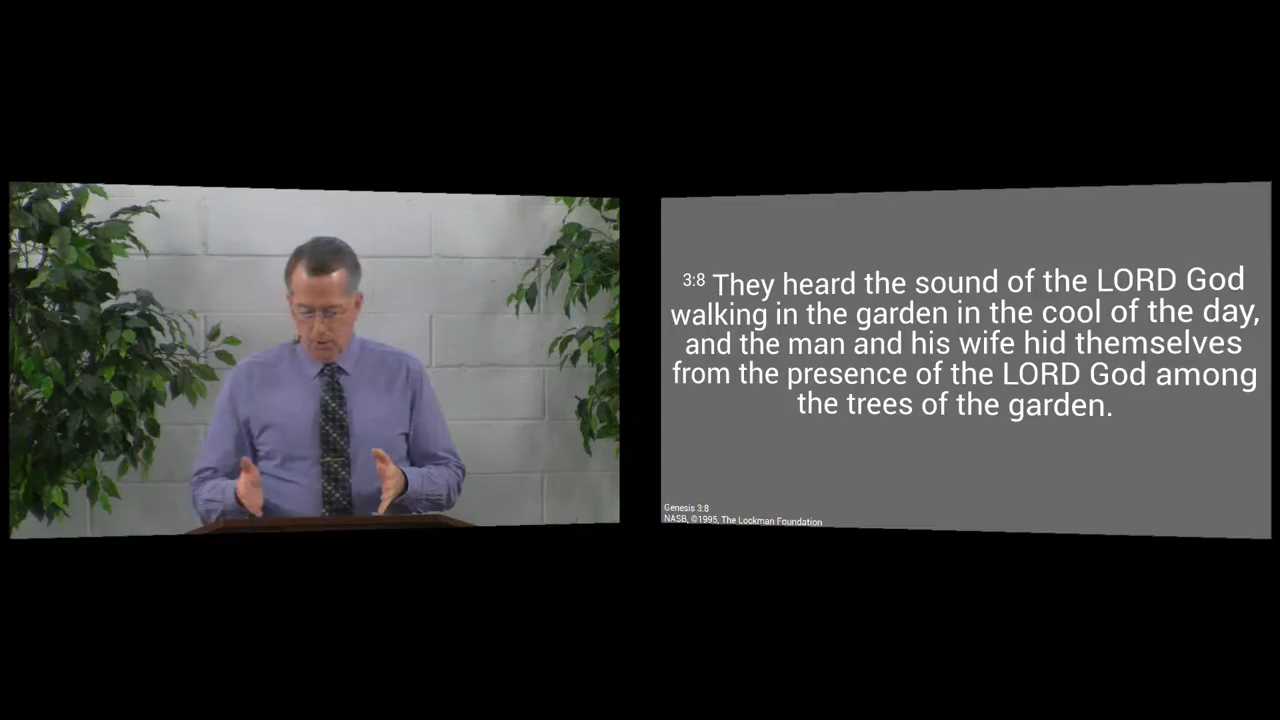 3:8 They heard the sound of the LORD God
walking in the garden in the cool of the day,
and the man and his wife hid themselves
from the presence of the LORD God among
the trees of the garden.
Genesis 3:8
NASB, ©1995, The Lockman Foundation